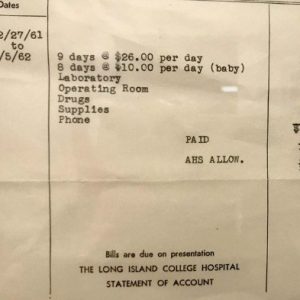 Dates
2/27/61
to
/5/62
9 days @ $26.00 per day
8 days @ $10.00 per day (baby)
Laboratory
Operating Room
Drugs
Supplies
Phone
PAID
AHS ALLOW.
Bills are due on presentation
THE LONG ISLAND COLLEGE HOSPITAL
STATEMENT OF ACCOUNT